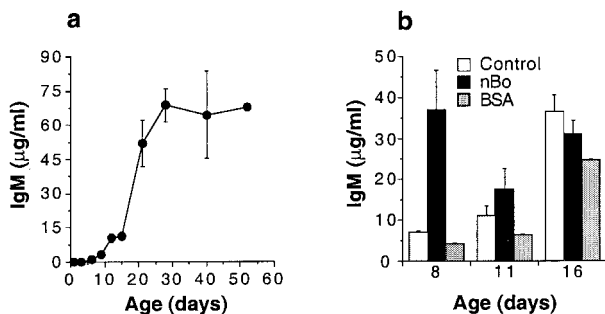 a
IgM (µg/ml)
90
75
60
45
30
15
0
0 10 20 30 40 50 60
Age (days)
b
IgM (µg/ml)
50
40
30
20
10
0
Control
nBo
BSA
8 11 16
Age (days)